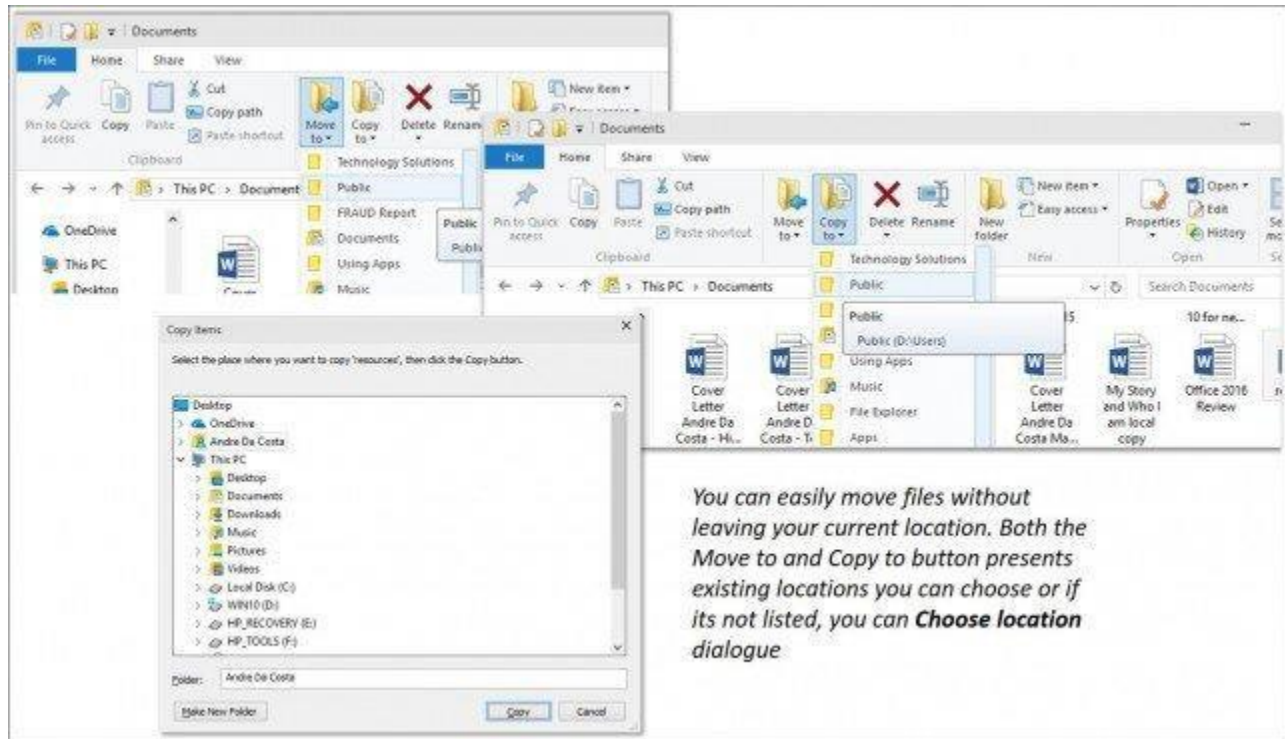 Documents
File Home Share View
Pin to Quick access
Copy
Paste
Cut
Copy path
Paste shortcut
Move to
Copy to
Delete
Rename
New item
Clipboard
This PC > Document
Technology Solutions
Public
FRAUD Report
Documents
Using Apps
Music
Public
OneDrive
This PC
Desktop
Documents
File Home Share View
Pin to Quick access
Copy
Paste
Cut
Copy path
Paste shortcut
Move to
Copy to
Delete
Rename
New folder
New item
Easy access
Properties
Open
Edit
History
Clipboard
New
Open
This PC > Documents
Search Documents
Technology Solutions
Public
Public
Public (D:\Users)
Using Apps
Music
File Explorer
Apps
15
10 for ne...
Cover Letter Andre Da Costa - Hi...
Cover Letter Andre D Costa - T
Cover Letter Andre Da Costa Ma...
My Story and Who I am local copy
Office 2016 Review
Copy Items
Select the place where you want to copy 'resources', then click the Copy button.
Desktop
OneDrive
Andre Da Costa
This PC
Desktop
Documents
Downloads
Music
Pictures
Videos
Local Disk (C:)
WIN10 (D:)
HP_RECOVERY (E:)
HP_TOOLS (F:)
Folder: Andre Da Costa
Make New Folder
Copy
Cancel
You can easily move files without
leaving your current location. Both the
Move to and Copy to button presents
existing locations you can choose or if
its not listed, you can Choose location
dialogue